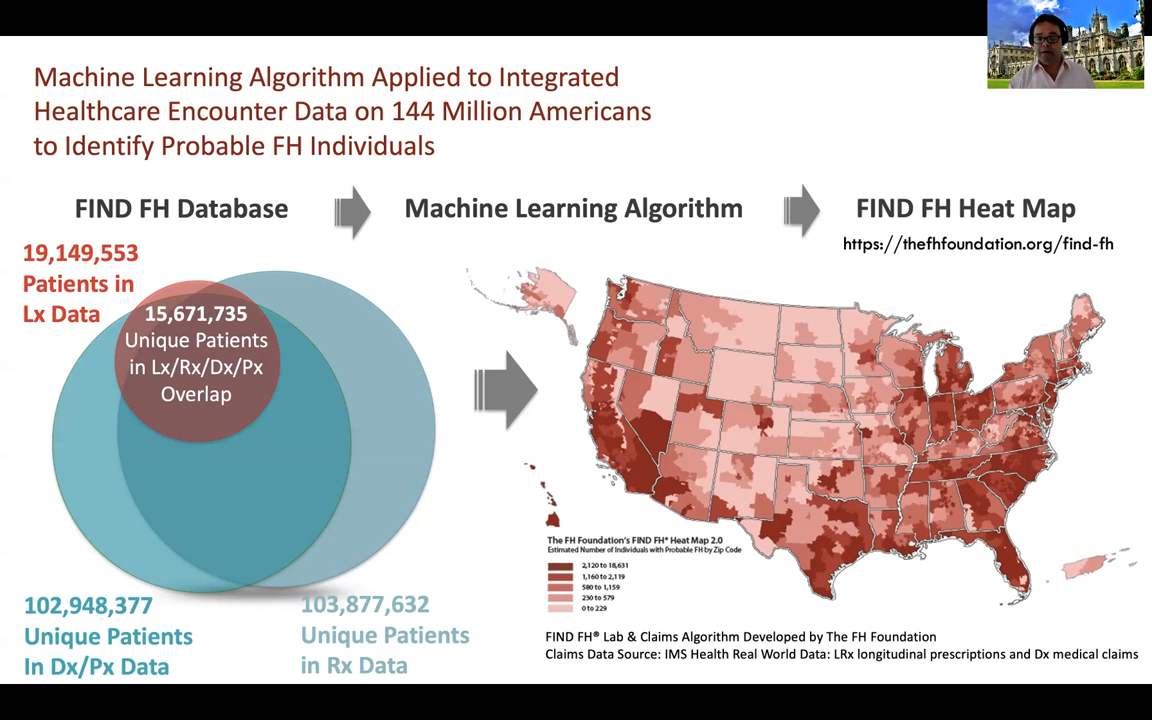 Machine Learning Algorithm Applied to Integrated
Healthcare Encounter Data on 144 Million Americans
to Identify Probable FH Individuals
FIND FH Database
Machine Learning Algorithm
FIND FH Heat Map
https://thefhfoundation.org/find-fh
19,149,553
Patients in
Lx Data
15,671,735
Unique Patients
in Lx/Rx/Dx/Px
Overlap
102,948,377
Unique Patients
In Dx/Px Data
103,877,632
Unique Patients
in Rx Data
The FH Foundation's FIND FH® Heat Map 2.0
Estimated Number of Individuals with Probable FH by Zip Code
2,120 to 18,631
1,160 to 2,119
580 to 1,159
230 to 579
0 to 229
FIND FH® Lab & Claims Algorithm Developed by The FH Foundation
Claims Data Source: IMS Health Real World Data: LRx longitudinal prescriptions and Dx medical claims